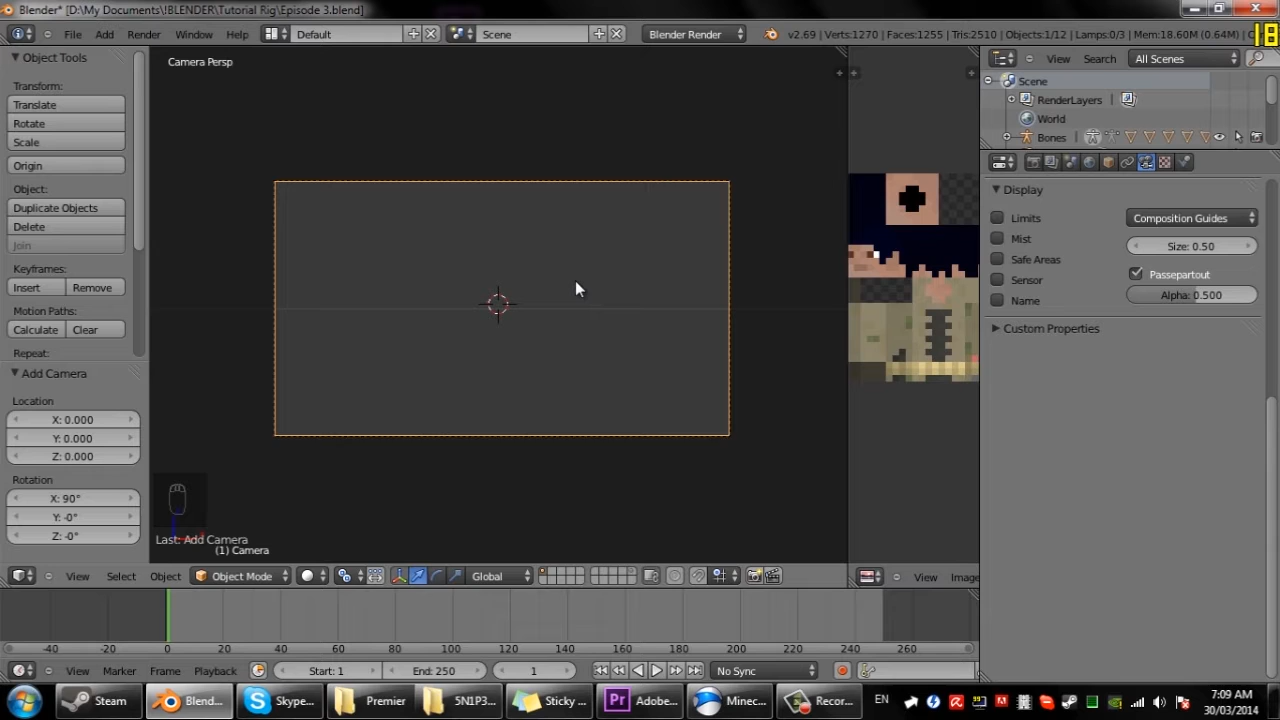 Blender* [D:\My Documents\!BLENDER\Tutorial Rig\Episode 3.blend]
18
File Add Render Window Help Default Scene Blender Render v2.69 | Verts:1270 | Faces:1255 | Tris:2510 | Objects:1/12 | Lamps:0/3 | Mem:18.60M (0.64M) | C
Object Tools
Transform:
Translate
Rotate
Scale
Origin
Object:
Duplicate Objects
Delete
Join
Keyframes:
Insert Remove
Motion Paths:
Calculate Clear
Repeat:
Add Camera
Location
X: 0.000
Y: 0.000
Z: 0.000
Rotation
X: 90°
Y: -0°
Z: -0°
Camera Persp
Last: Add Camera
(1) Camera
View Select Object Object Mode Global
View Image
View Search All Scenes
Scene
RenderLayers
World
Bones
Display
Limits Composition Guides
Mist Size: 0.50
Safe Areas
Sensor Passepartout
Name Alpha: 0.500
Custom Properties
-40 -20 0 20 40 60 80 100 120 140 160 180 200 220 240 260
View Marker Frame Playback Start: 1 End: 250 1 No Sync
Steam Blend... Skype... Premier 5N1P3... Sticky ... Pr Adobe... Minec... Recor... EN 7:09 AM
30/03/2014